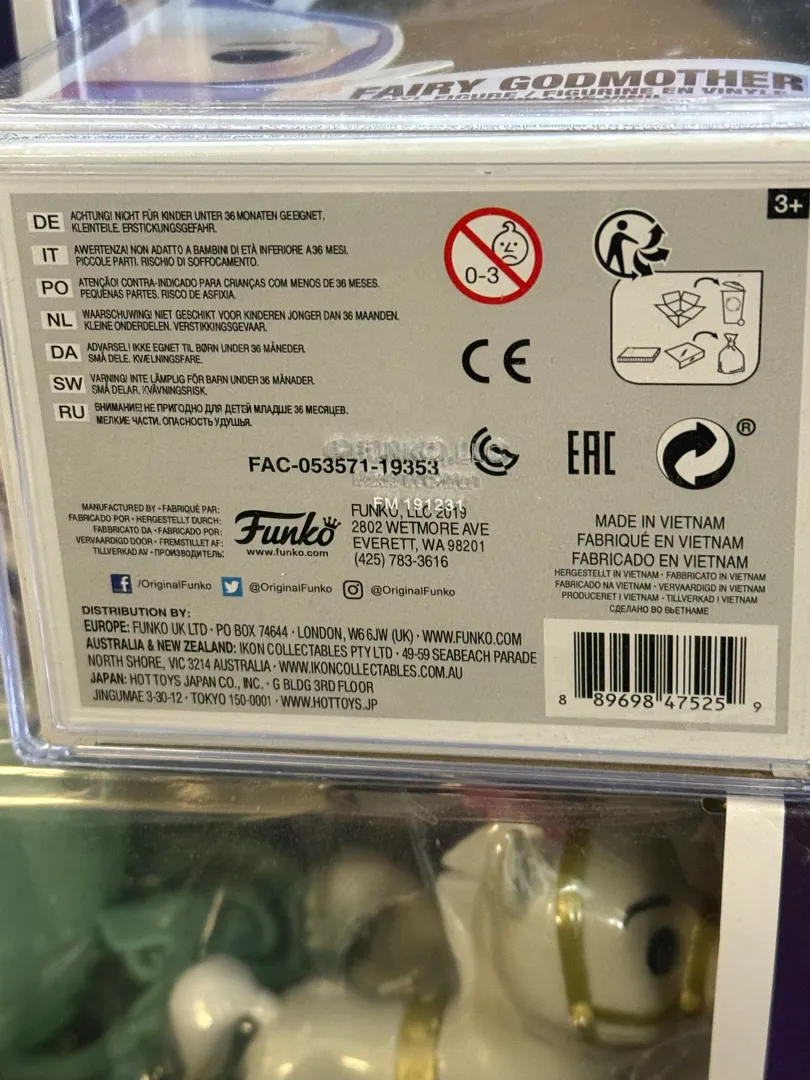 FAIRY GODMOTHER
VINYL FIGURE / FIGURINE EN VINYLE
3+
DE ACHTUNG! NICHT FÜR KINDER UNTER 36 MONATEN GEEIGNET.
KLEINTEILE. ERSTICKUNGSGEFAHR.
IT AWERTENZA! NON ADATTO A BAMBINI DI ETÀ INFERIORE A 36 MESI.
PICCOLE PARTI. RISCHIO DI SOFFOCAMENTO.
PO ATENÇÃO! CONTRA-INDICADO PARA CRIANÇAS COM MENOS DE 36 MESES.
PEQUENAS PARTES. RISCO DE ASFIXIA.
NL WAARSCHUWING! NIET GESCHIKT VOOR KINDEREN JONGER DAN 36 MAANDEN.
KLEINE ONDERDELEN. VERSTIKKINGSGEVAAR.
DA ADVARSEL! IKKE EGNET TIL BØRN UNDER 36 MÅNEDER.
SMÅ DELE. KVÆLNINGSFARE.
SW VARNING! INTE LÄMPLIG FÖR BARN UNDER 36 MÅNADER.
SMÅ DELAR. KVÄVNINGSRISK.
RU ВНИМАНИЕ! НЕ ПРИГОДНО ДЛЯ ДЕТЕЙ МЛАДШЕ 36 МЕСЯЦЕВ.
МЕЛКИЕ ЧАСТИ. ОПАСНОСТЬ УДУШЬЯ.
0-3
CE
EAC
®
FAC-053571-19353
FM 191231
MANUFACTURED BY • FABRIQUÉ PAR:
FABRICADO POR • HERGESTELLT DURCH:
FABBRICATO DA • FABRICADO POR:
VERVAARDIGD DOOR • FREMSTILLET AF:
TILLVERKAD AV • ПРОИЗВОДИТЕЛЬ:
Funko
www.funko.com
FUNKO, LLC 2019
2802 WETMORE AVE
EVERETT, WA 98201
(425) 783-3616
/OriginalFunko @OriginalFunko @OriginalFunko
MADE IN VIETNAM
FABRIQUÉ EN VIETNAM
FABRICADO EN VIETNAM
HERGESTELLT IN VIETNAM • FABBRICATO IN VIETNAM
FABRICADO NA VIETNAM • VERVAARDIGD IN VIETNAM
PRODUCERET I VIETNAM • TILLVERKAD I VIETNAM
СДЕЛАНО ВО ВЬЕТНАМЕ
DISTRIBUTION BY:
EUROPE: FUNKO UK LTD • PO BOX 74644 • LONDON, W6 6JW (UK) • WWW.FUNKO.COM
AUSTRALIA & NEW ZEALAND: IKON COLLECTABLES PTY LTD • 49-59 SEABEACH PARADE
NORTH SHORE, VIC 3214 AUSTRALIA • WWW.IKONCOLLECTABLES.COM.AU
JAPAN: HOT TOYS JAPAN CO., INC. • G BLDG 3RD FLOOR
JINGUMAE 3-30-12 • TOKYO 150-0001 • WWW.HOTTOYS.JP
8 89698 47525 9